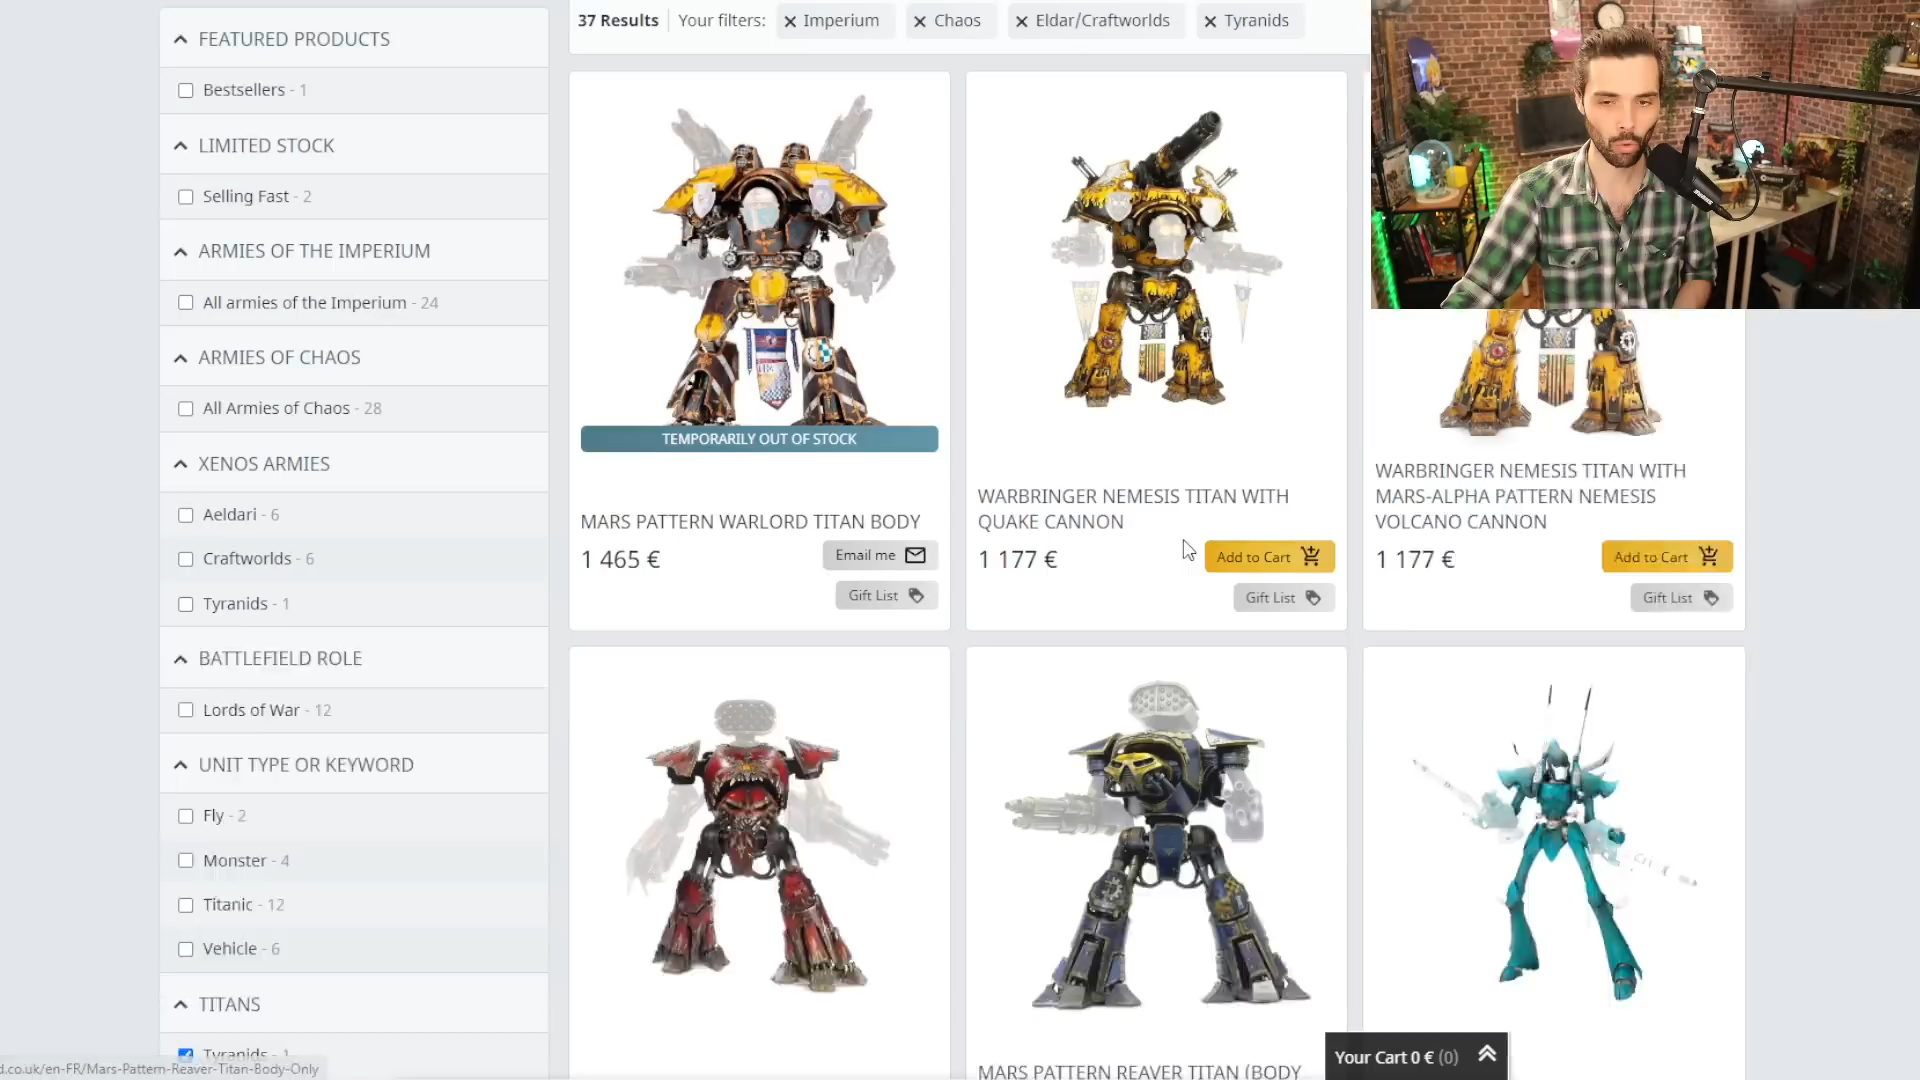 FEATURED PRODUCTS
Bestsellers - 1
LIMITED STOCK
Selling Fast - 2
ARMIES OF THE IMPERIUM
All armies of the Imperium - 24
ARMIES OF CHAOS
All Armies of Chaos - 28
XENOS ARMIES
Aeldari - 6
Craftworlds - 6
Tyranids - 1
BATTLEFIELD ROLE
Lords of War - 12
UNIT TYPE OR KEYWORD
Fly - 2
Monster - 4
Titanic - 12
Vehicle - 6
TITANS
Tyranids - 1
d.co.uk/en-FR/Mars-Pattern-Reaver-Titan-Body-Only
37 Results Your filters: Imperium Chaos Eldar/Craftworlds Tyranids
TEMPORARILY OUT OF STOCK
MARS PATTERN WARLORD TITAN BODY
1 465 €
Email me
Gift List
WARBRINGER NEMESIS TITAN WITH
QUAKE CANNON
1 177 €
Add to Cart
Gift List
WARBRINGER NEMESIS TITAN WITH
MARS-ALPHA PATTERN NEMESIS
VOLCANO CANNON
1 177 €
Add to Cart
Gift List
MARS PATTERN REAVER TITAN (BODY
Your Cart 0 € (0)